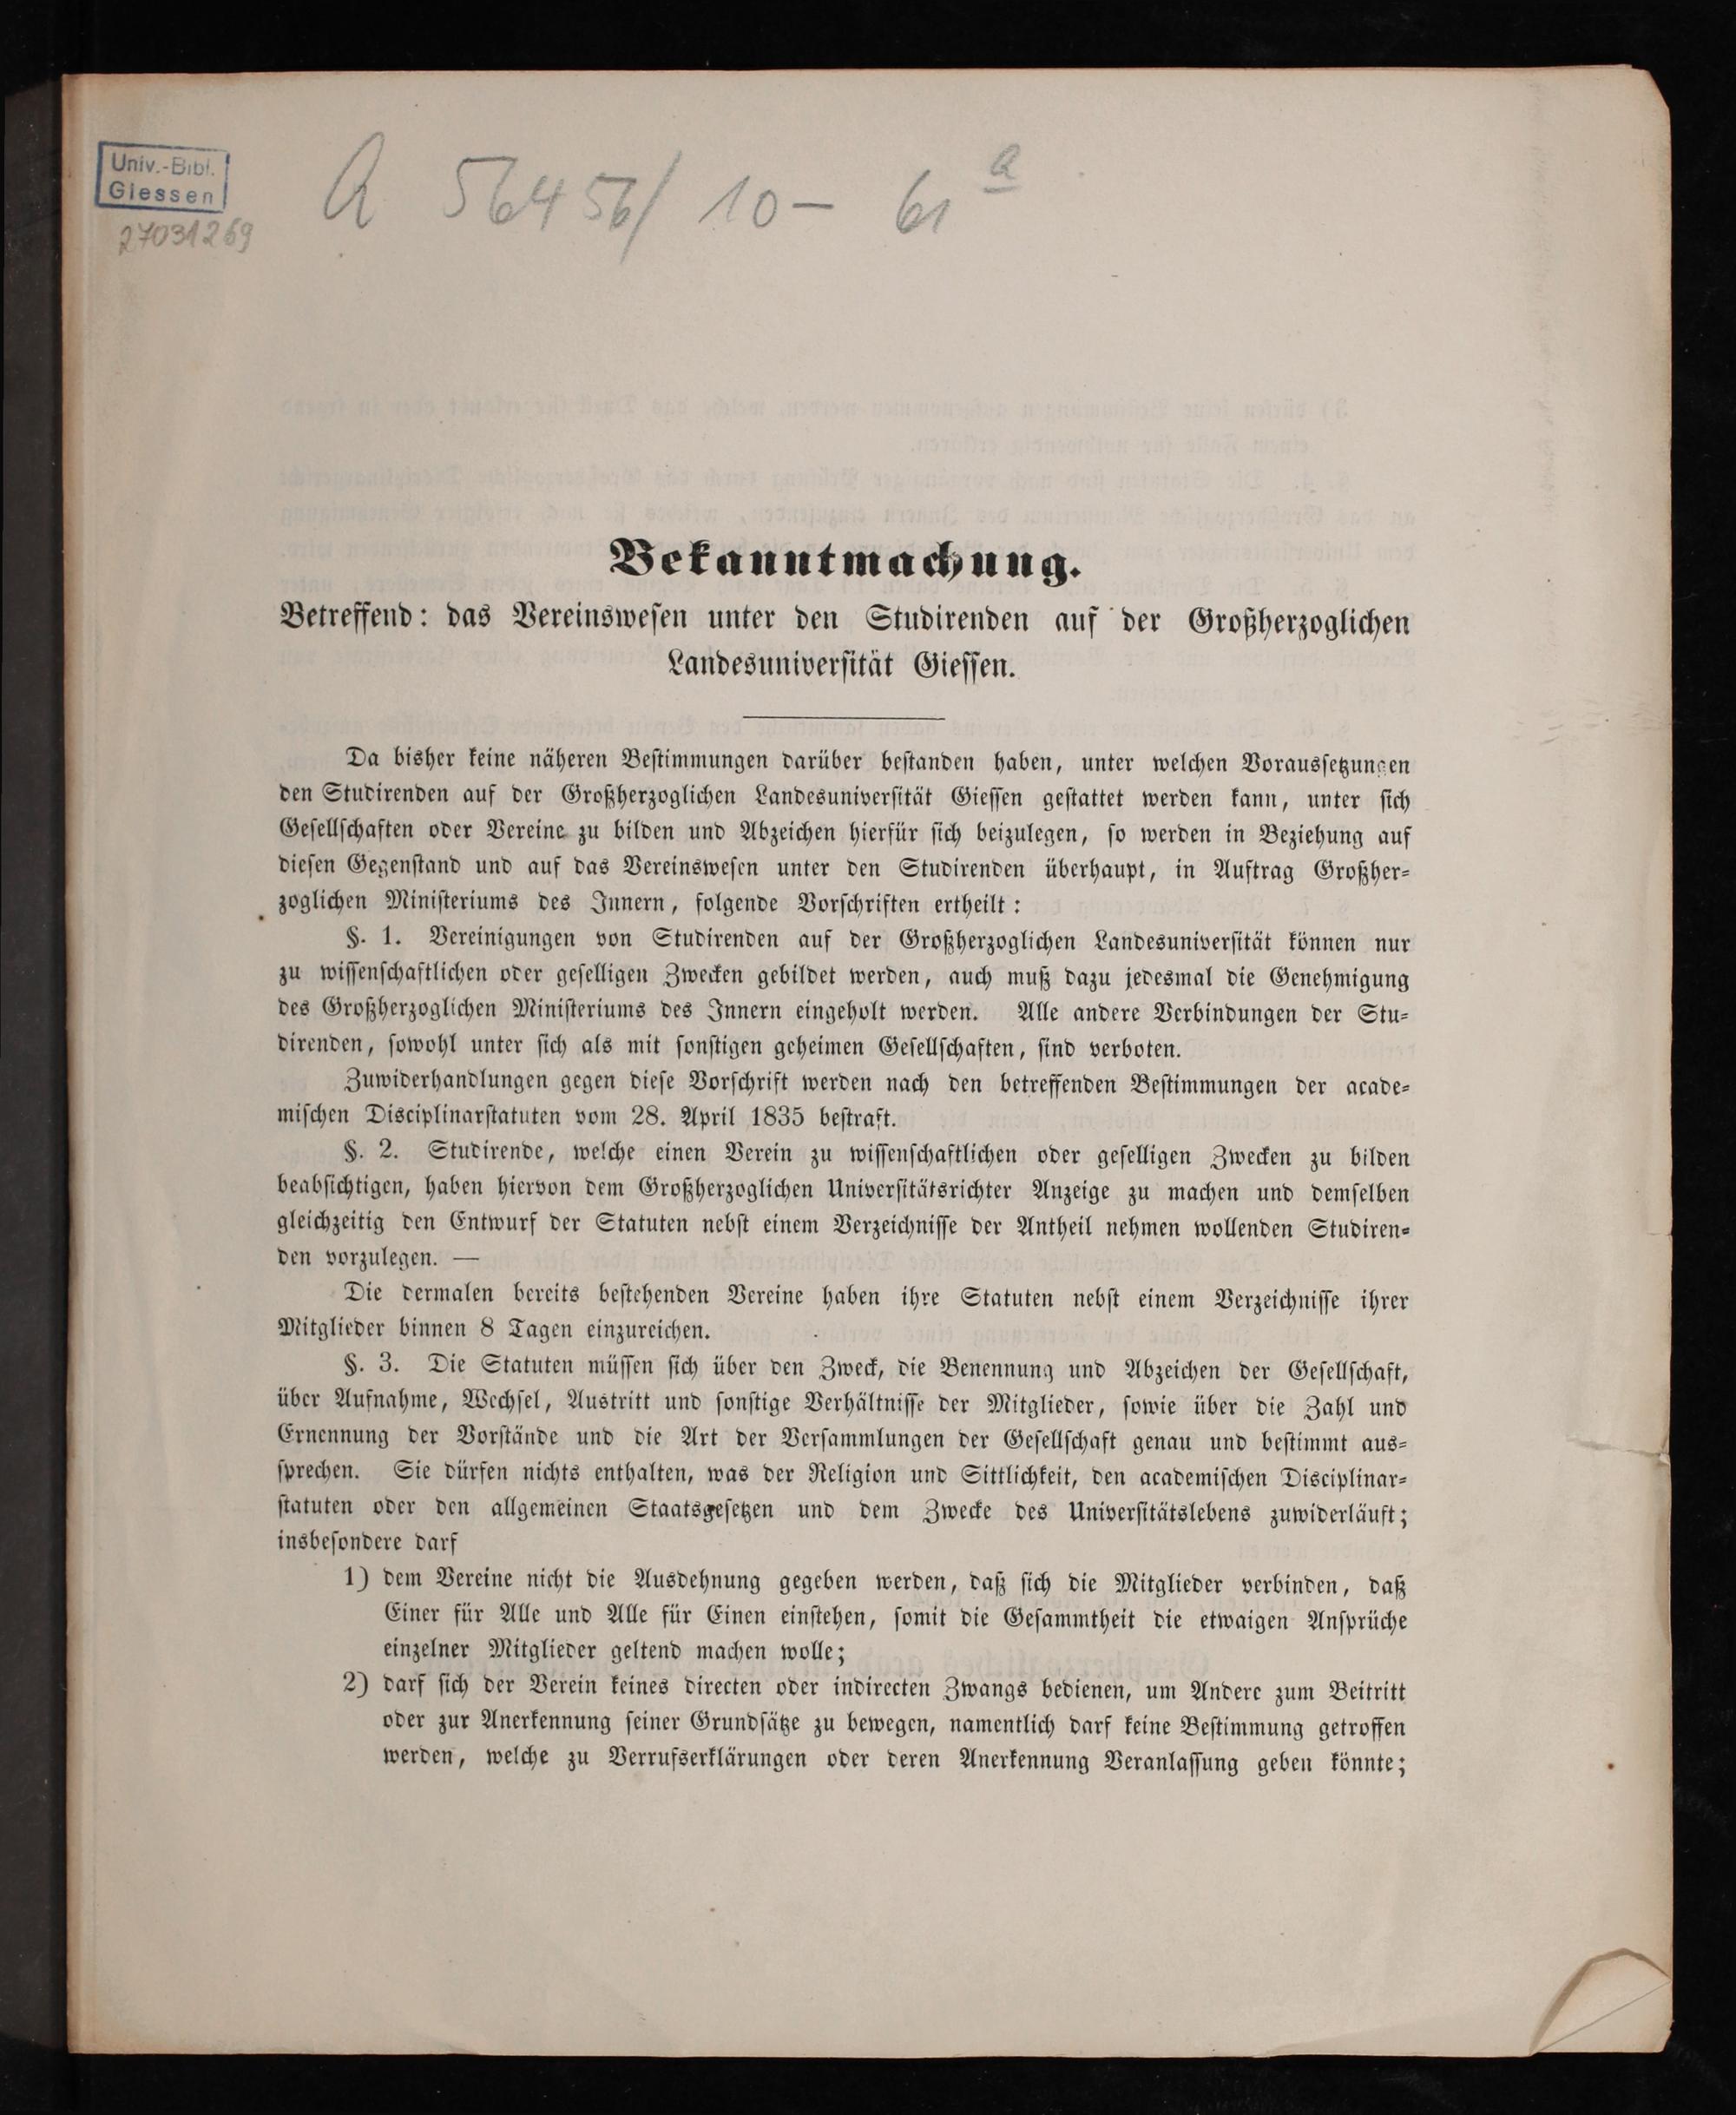 Univ.-Bibl.
Giessen
27031269
A 56456/10-61 a
Bekanntmachung.
Betreffend: das Vereinswesen unter den Studirenden auf der Großherzoglichen
Landesuniversität Giessen.
Da bisher keine näheren Bestimmungen darüber bestanden haben, unter welchen Voraussetzungen
den Studirenden auf der Großherzoglichen Landesuniversität Giessen gestattet werden kann, unter sich
Gesellschaften oder Vereine zu bilden und Abzeichen hierfür sich beizulegen, so werden in Beziehung auf
diesen Gegenstand und auf das Vereinswesen unter den Studirenden überhaupt, in Auftrag Großher-
zoglichen Ministeriums des Innern, folgende Vorschriften ertheilt:
§. 1. Vereinigungen von Studirenden auf der Großherzoglichen Landesuniversität können nur
zu wissenschaftlichen oder geselligen Zwecken gebildet werden, auch muß dazu jedesmal die Genehmigung
des Großherzoglichen Ministeriums des Innern eingeholt werden. Alle andere Verbindungen der Stu-
direnden, sowohl unter sich als mit sonstigen geheimen Gesellschaften, sind verboten.
Zuwiderhandlungen gegen diese Vorschrift werden nach den betreffenden Bestimmungen der acade-
mischen Disciplinarstatuten vom 28. April 1835 bestraft.
§. 2. Studirende, welche einen Verein zu wissenschaftlichen oder geselligen Zwecken zu bilden
beabsichtigen, haben hiervon dem Großherzoglichen Universitätsrichter Anzeige zu machen und demselben
gleichzeitig den Entwurf der Statuten nebst einem Verzeichnisse der Antheil nehmen wollenden Studiren-
den vorzulegen. —
Die dermalen bereits bestehenden Vereine haben ihre Statuten nebst einem Verzeichnisse ihrer
Mitglieder binnen 8 Tagen einzureichen.
§. 3. Die Statuten müssen sich über den Zweck, die Benennung und Abzeichen der Gesellschaft,
über Aufnahme, Wechsel, Austritt und sonstige Verhältnisse der Mitglieder, sowie über die Zahl und
Ernennung der Vorstände und die Art der Versammlungen der Gesellschaft genau und bestimmt aus-
sprechen. Sie dürfen nichts enthalten, was der Religion und Sittlichkeit, den academischen Disciplinar-
statuten oder den allgemeinen Staatsgesetzen und dem Zwecke des Universitätslebens zuwiderläuft;
insbesondere darf
1) dem Vereine nicht die Ausdehnung gegeben werden, daß sich die Mitglieder verbinden, daß
Einer für Alle und Alle für Einen einstehen, somit die Gesammtheit die etwaigen Ansprüche
einzelner Mitglieder geltend machen wolle;
2) darf sich der Verein keines directen oder indirecten Zwangs bedienen, um Andere zum Beitritt
oder zur Anerkennung seiner Grundsätze zu bewegen, namentlich darf keine Bestimmung getroffen
werden, welche zu Verrufserklärungen oder deren Anerkennung Veranlassung geben könnte;